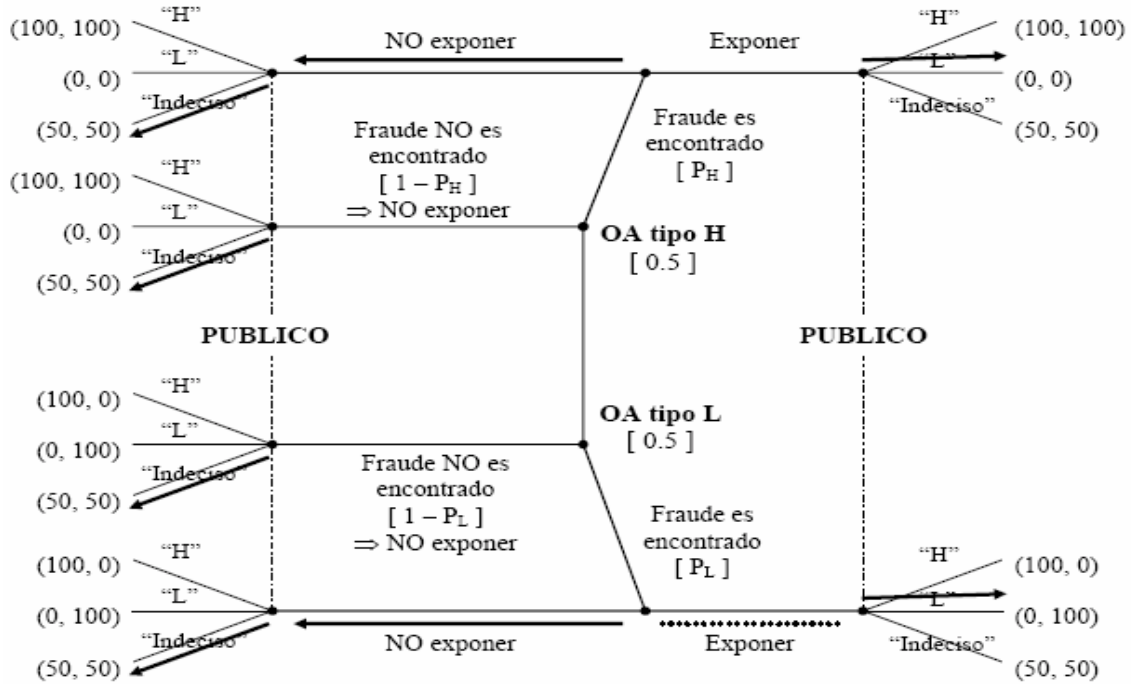 “H”
(100, 100)
“L”
(0, 0)
“Indeciso”
(50, 50)
NO exponer
Exponer
“H”
(100, 100)
“L”
(0, 0)
“Indeciso”
(50, 50)
Fraude NO es
encontrado
[ 1 – PH ]
⇒ NO exponer
Fraude es
encontrado
[ PH ]
“H”
(100, 100)
“L”
(0, 0)
“Indeciso”
(50, 50)
OA tipo H
[ 0.5 ]
PUBLICO
PUBLICO
“H”
(100, 0)
“L”
(0, 100)
“Indeciso”
(50, 50)
OA tipo L
[ 0.5 ]
Fraude NO es
encontrado
[ 1 – PL ]
⇒ NO exponer
Fraude es
encontrado
[ PL ]
“H”
(100, 0)
“L”
(0, 100)
“Indeciso”
(50, 50)
NO exponer
Exponer
“H”
(100, 0)
“L”
(0, 100)
“Indeciso”
(50, 50)